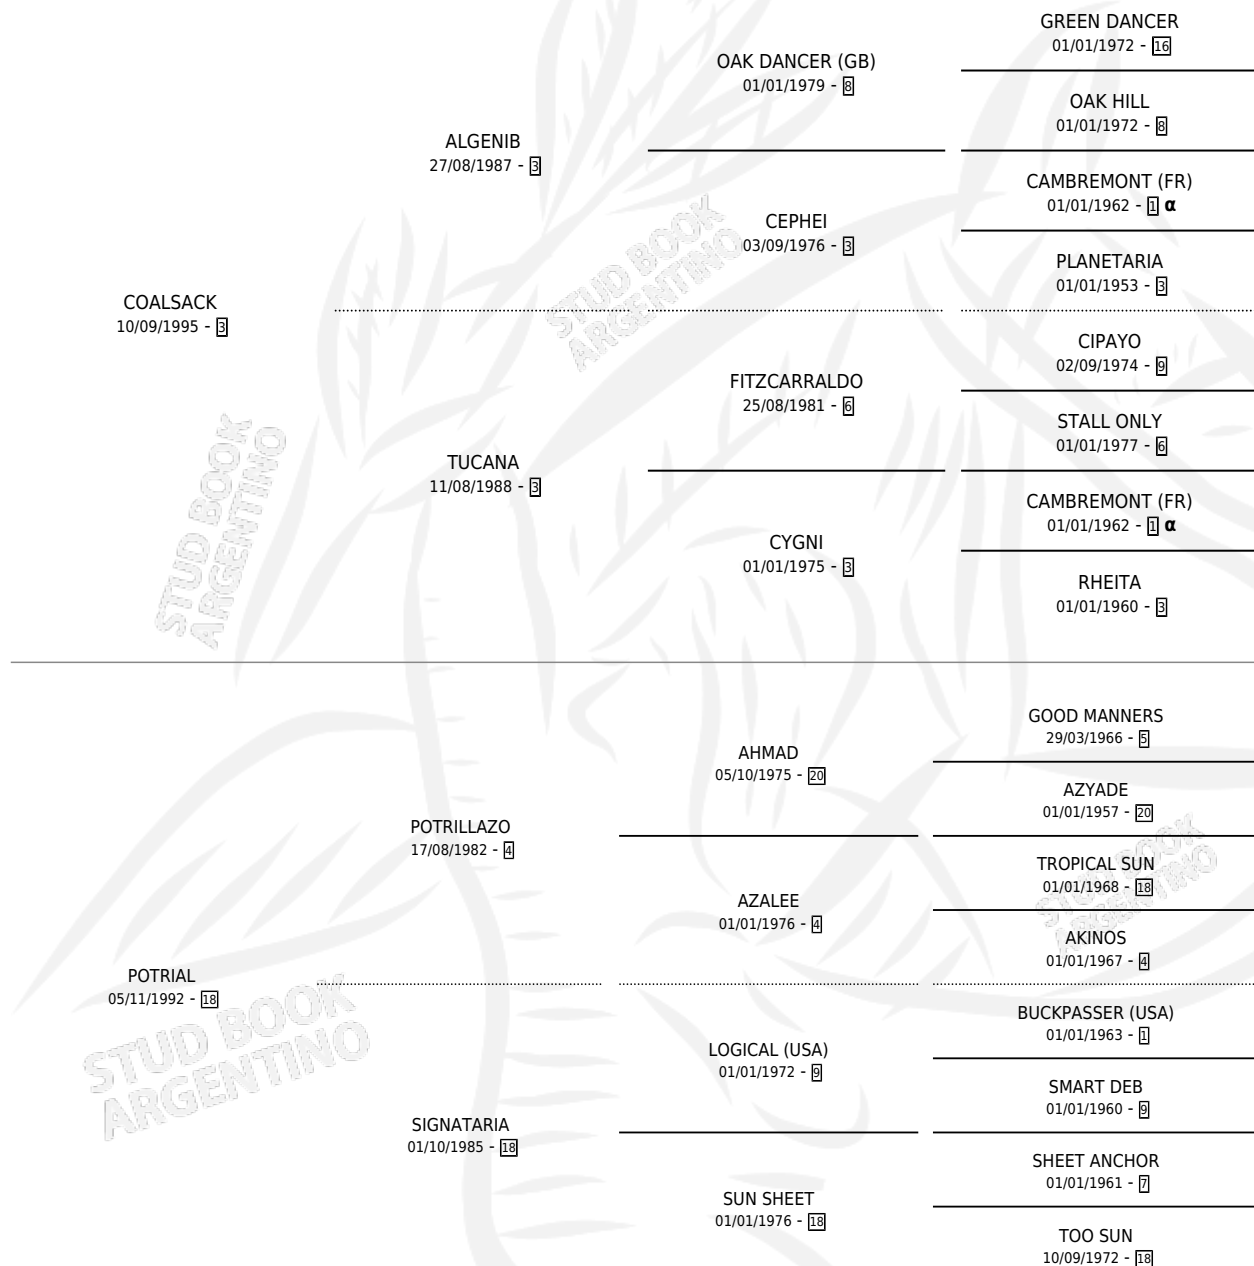 GREEN DANCER
01/01/1972 - 16
OAK DANCER (GB)
01/01/1979 - 8
OAK HILL
01/01/1972 - 8
ALGENIB
27/08/1987 - 3
CAMBREMONT (FR)
01/01/1962 - 1 α
CEPHEI
03/09/1976 - 3
PLANETARIA
01/01/1953 - 3
COALSACK
10/09/1995 - 3
CIPAYO
02/09/1974 - 9
FITZCARRALDO
25/08/1981 - 6
STALL ONLY
01/01/1977 - 6
TUCANA
11/08/1988 - 3
CAMBREMONT (FR)
01/01/1962 - 1 α
CYGNI
01/01/1975 - 3
RHEITA
01/01/1960 - 3
STUD BOOK
ARGENTINO
STUD BOOK
ARGENTINO
GOOD MANNERS
29/03/1966 - 5
AHMAD
05/10/1975 - 20
AZYADE
01/01/1957 - 20
POTRILLAZO
17/08/1982 - 4
TROPICAL SUN
01/01/1968 - 18
AZALEE
01/01/1976 - 4
AKINOS
01/01/1967 - 4
POTRIAL
05/11/1992 - 18
BUCKPASSER (USA)
01/01/1963 - 1
LOGICAL (USA)
01/01/1972 - 9
SMART DEB
01/01/1960 - 9
SIGNATARIA
01/10/1985 - 18
SHEET ANCHOR
01/01/1961 - 7
SUN SHEET
01/01/1976 - 18
TOO SUN
10/09/1972 - 18
STUD BOOK
ARGENTINO
STUD BOOK
ARGENTINO